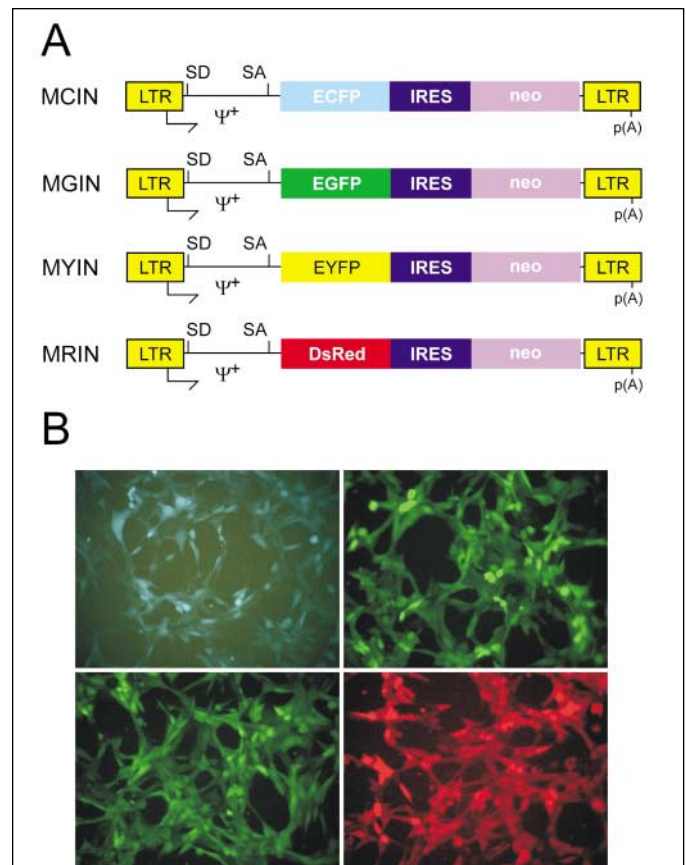 A
SD SA
MCIN LTR ECFP IRES neo LTR
Ψ+ p(A)
SD SA
MGIN LTR EGFP IRES neo LTR
Ψ+ p(A)
SD SA
MYIN LTR EYFP IRES neo LTR
Ψ+ p(A)
SD SA
MRIN LTR DsRed IRES neo LTR
Ψ+ p(A)
B